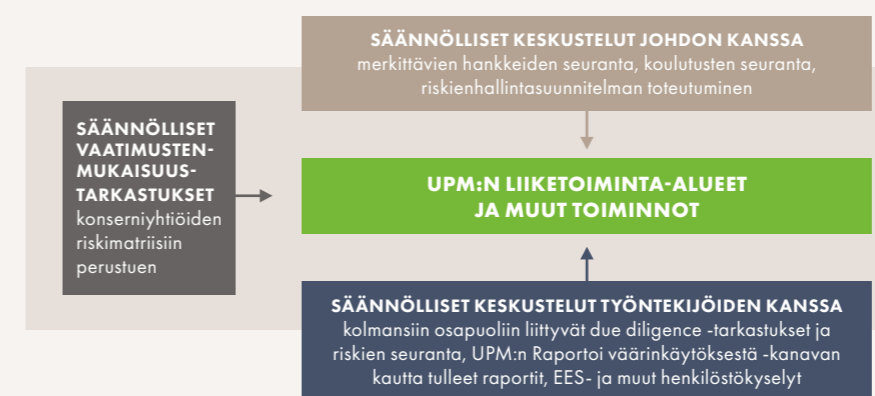 SÄÄNNÖLLISET KESKUSTELUT JOHDON KANSSA
merkittävien hankkeiden seuranta, koulutusten seuranta,
riskienhallintasuunnitelman toteutuminen
SÄÄNNÖLLISET
VAATIMUSTEN-
MUKAISUUS-
TARKASTUKSET
konserniyhtiöiden
riskimatriisiin
perustuen
UPM:N LIIKETOIMINTA-ALUEET
JA MUUT TOIMINNOT
SÄÄNNÖLLISET KESKUSTELUT TYÖNTEKIJÖIDEN KANSSA
kolmansiin osapuoliin liittyvät due diligence -tarkastukset ja
riskien seuranta, UPM:n Raportoi väärinkäytöksestä -kanavan
kautta tulleet raportit, EES- ja muut henkilöstökyselyt